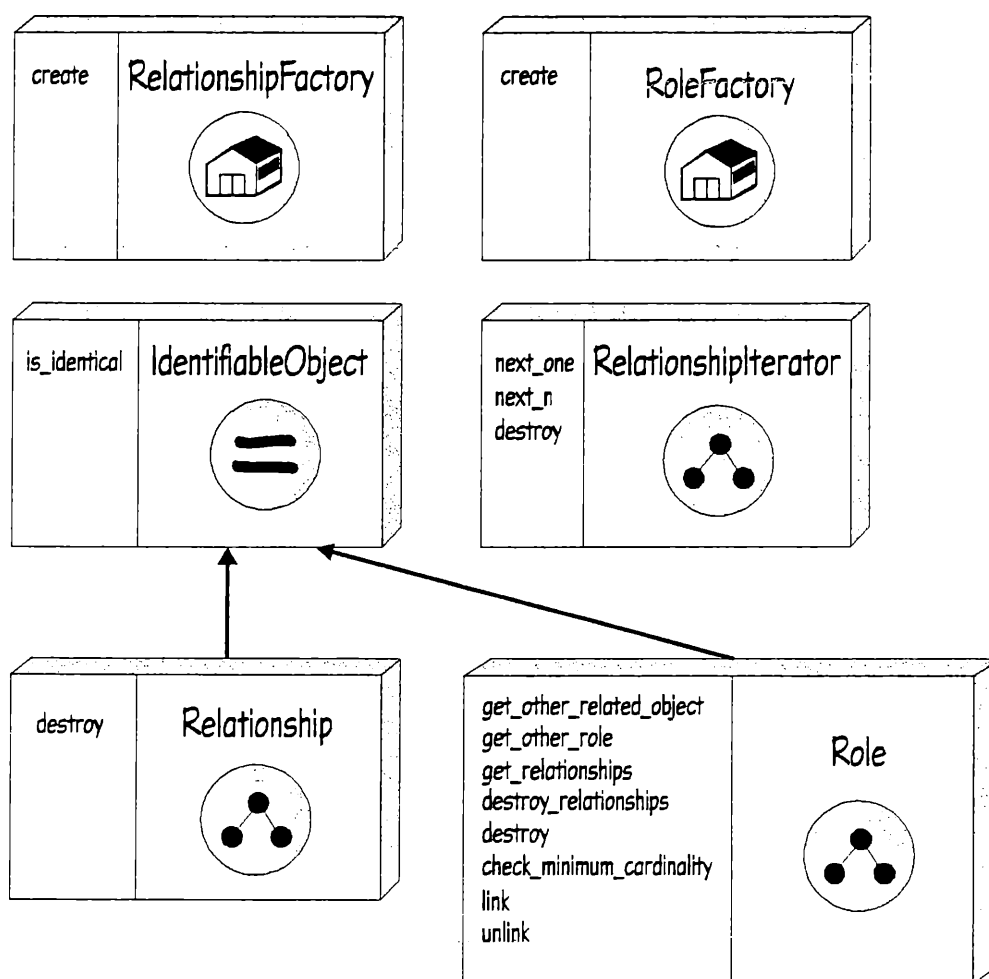 create
RelationshipFactory
create
RoleFactory
is_identical
IdentifiableObject
next_one
next_n
destroy
RelationshipIterator
destroy
Relationship
get_other_related_object
get_other_role
get_relationships
destroy_relationships
destroy
check_minimum_cardinality
link
unlink
Role